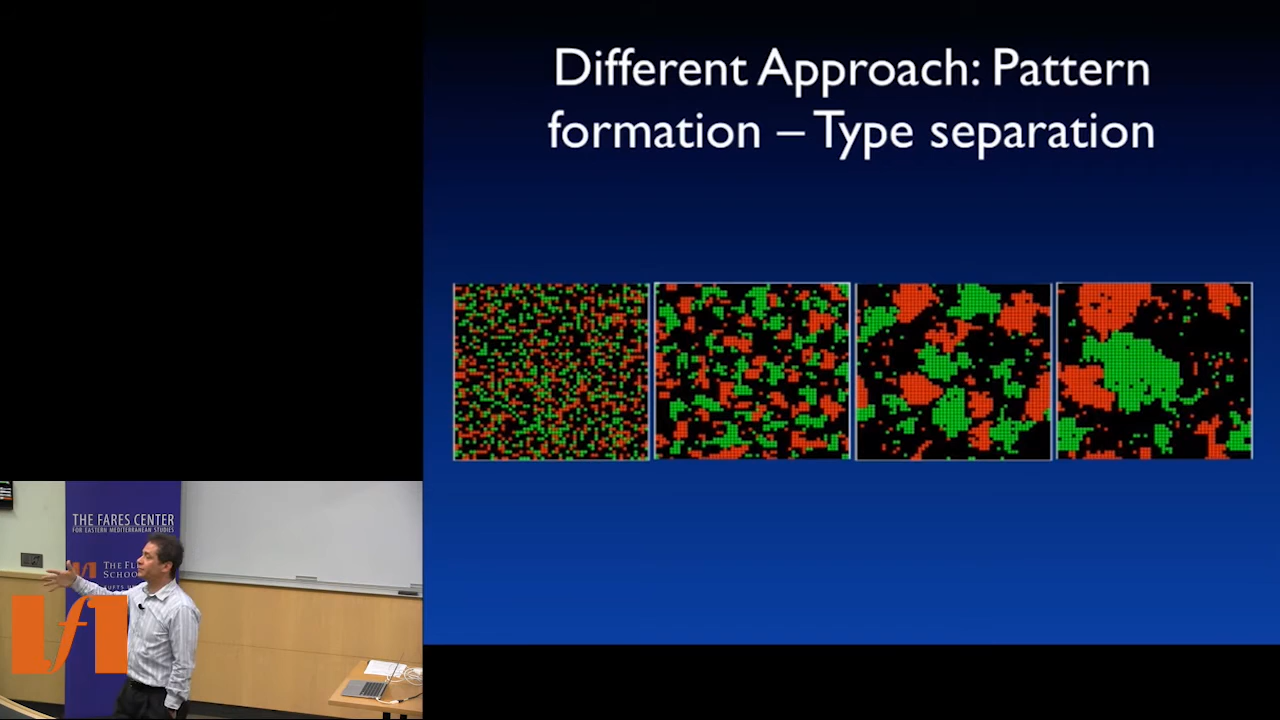 Different Approach: Pattern
formation – Type separation
THE FARES CENTER
FOR EASTERN MEDITERRANEAN STUDIES